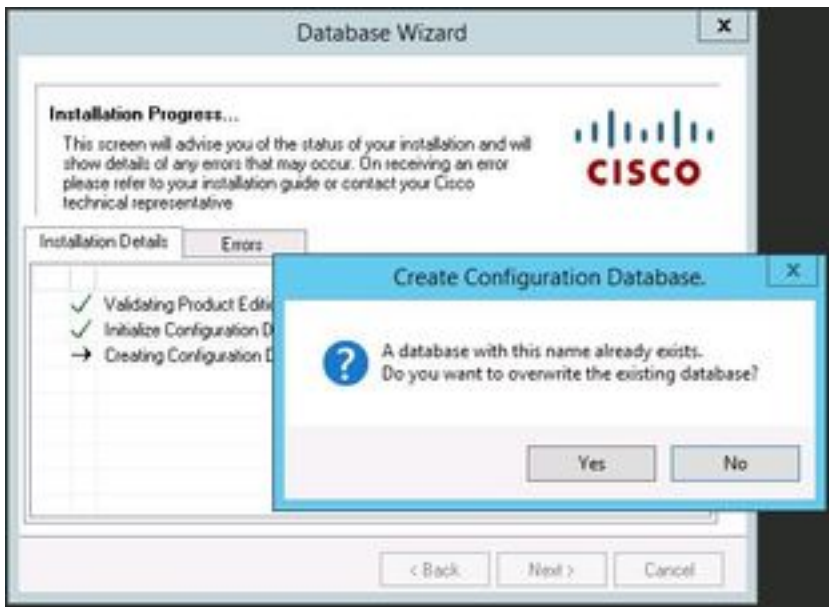 Database Wizard
x
Installation Progress...
This screen will advise you of the status of your installation and will
show details of any errors that may occur. On receiving an error
please refer to your installation guide or contact your Cisco
technical representative
CISCO
Installation Details
Errors
Validating Product Editi
Initialize Configuration D
Creating Configuration D
Create Configuration Database.
x
A database with this name already exists.
Do you want to overwrite the existing database?
Yes
No
< Back
Next >
Cancel